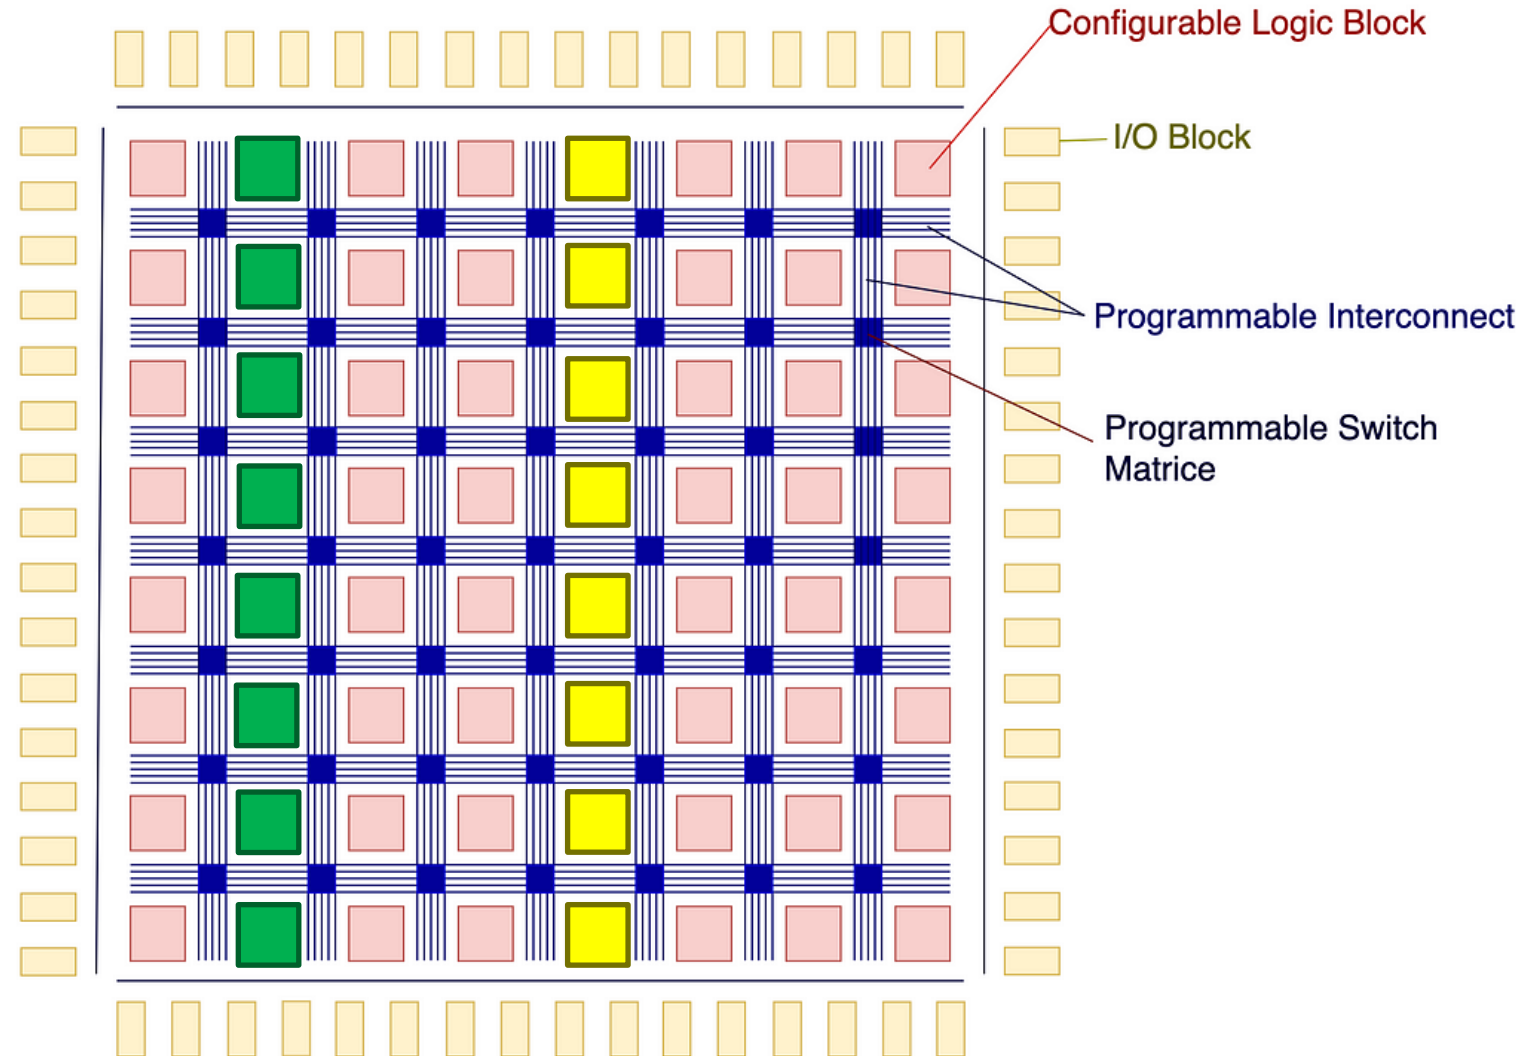 Configurable Logic Block
I/O Block
Programmable Interconnect
Programmable Switch
Matrice